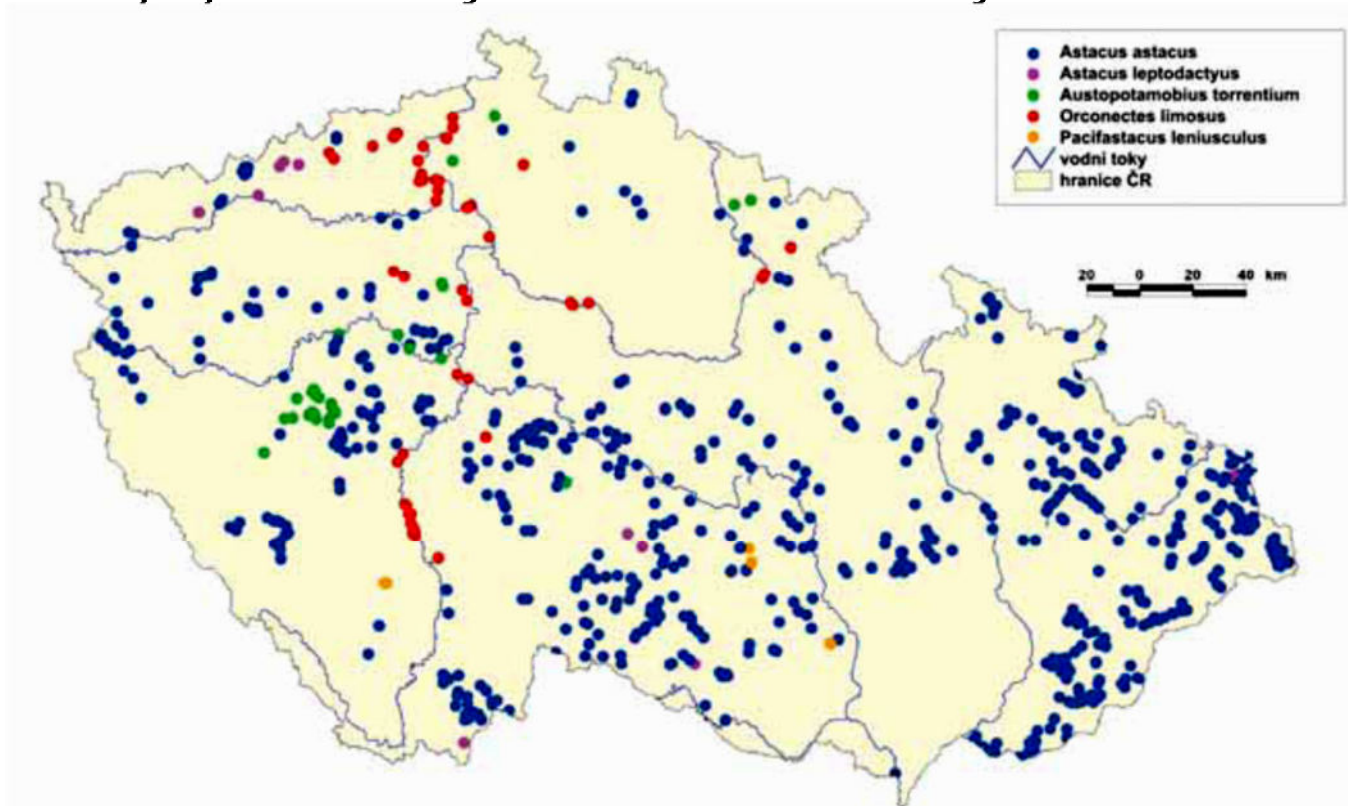 Astacus astacus
Astacus leptodactyus
Austopotamobius torrentium
Orconectes limosus
Pacifastacus leniusculus
vodni toky
hranice ČR
20 0 20 40 km